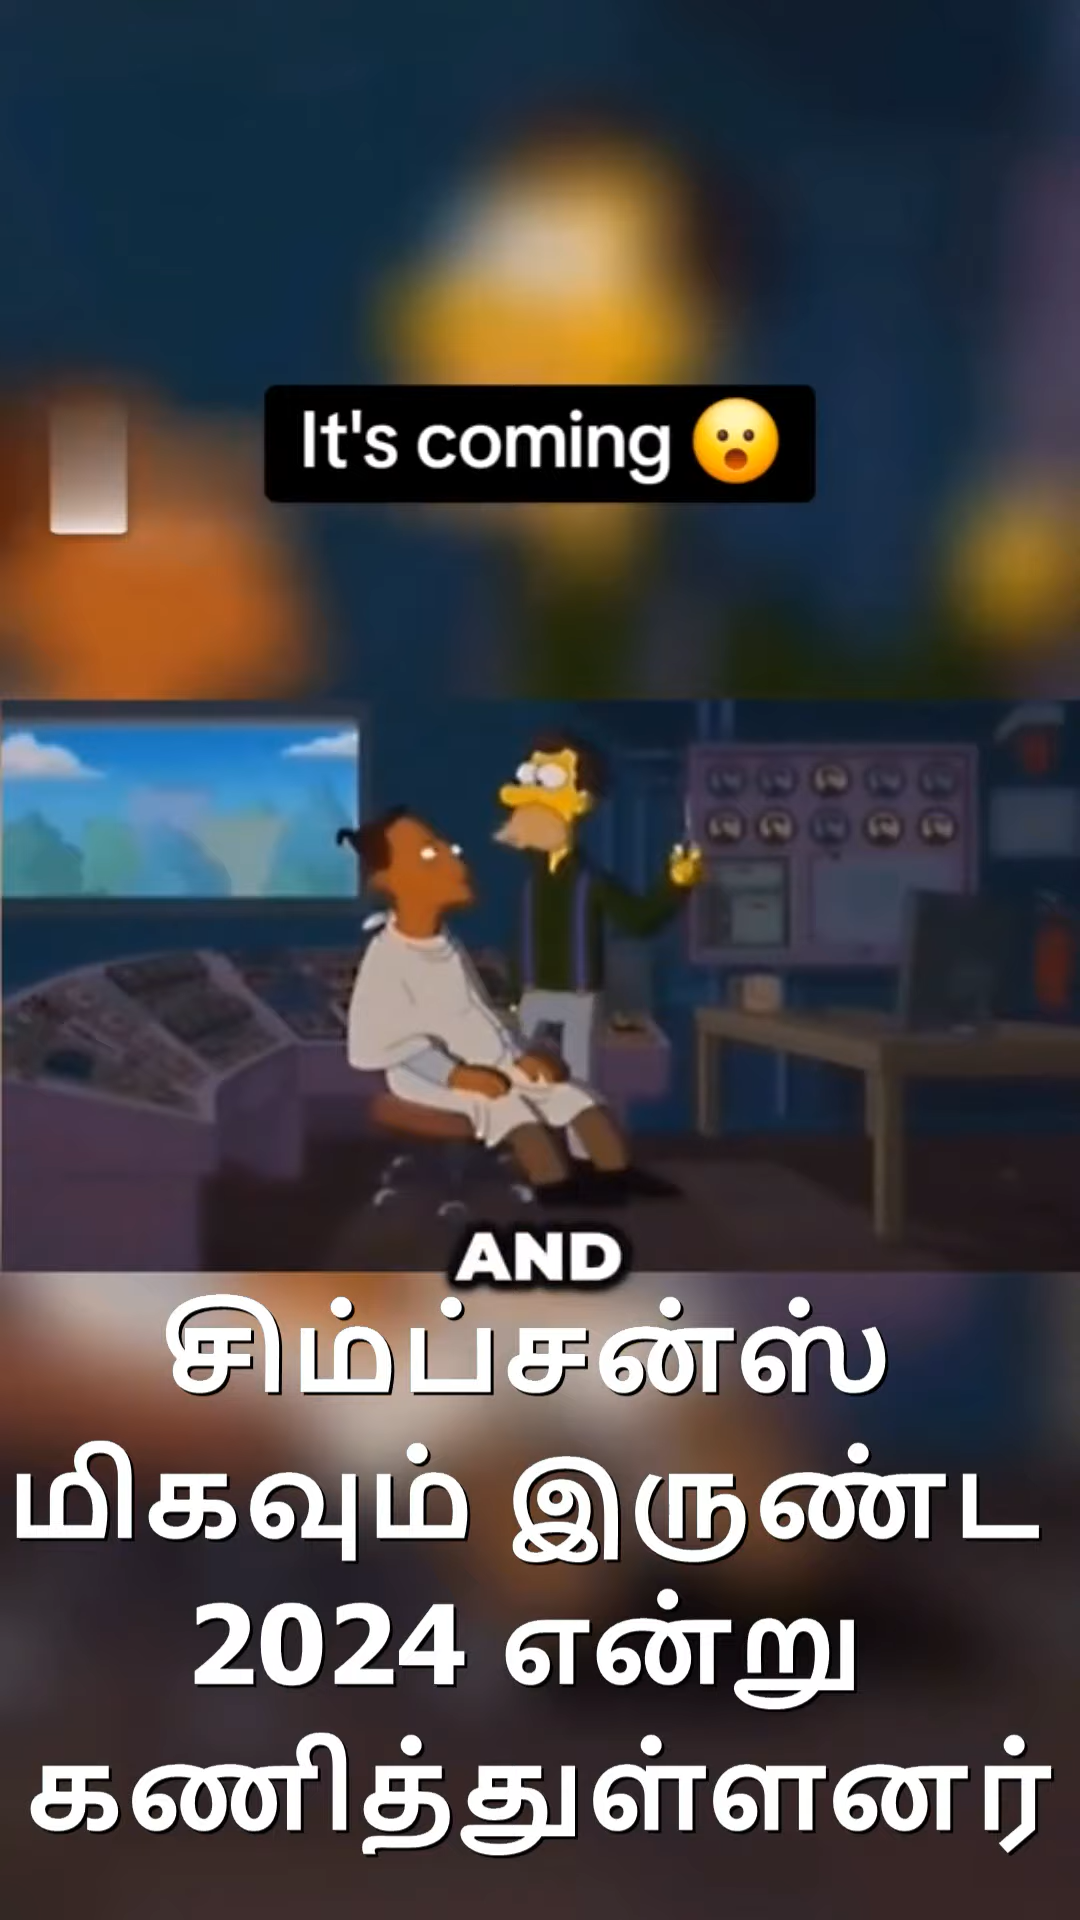 It's coming 😮
AND
சிம்ப்சன்ஸ்
மிகவும் இருண்ட
2024 என்று
கணித்துள்ளனர்